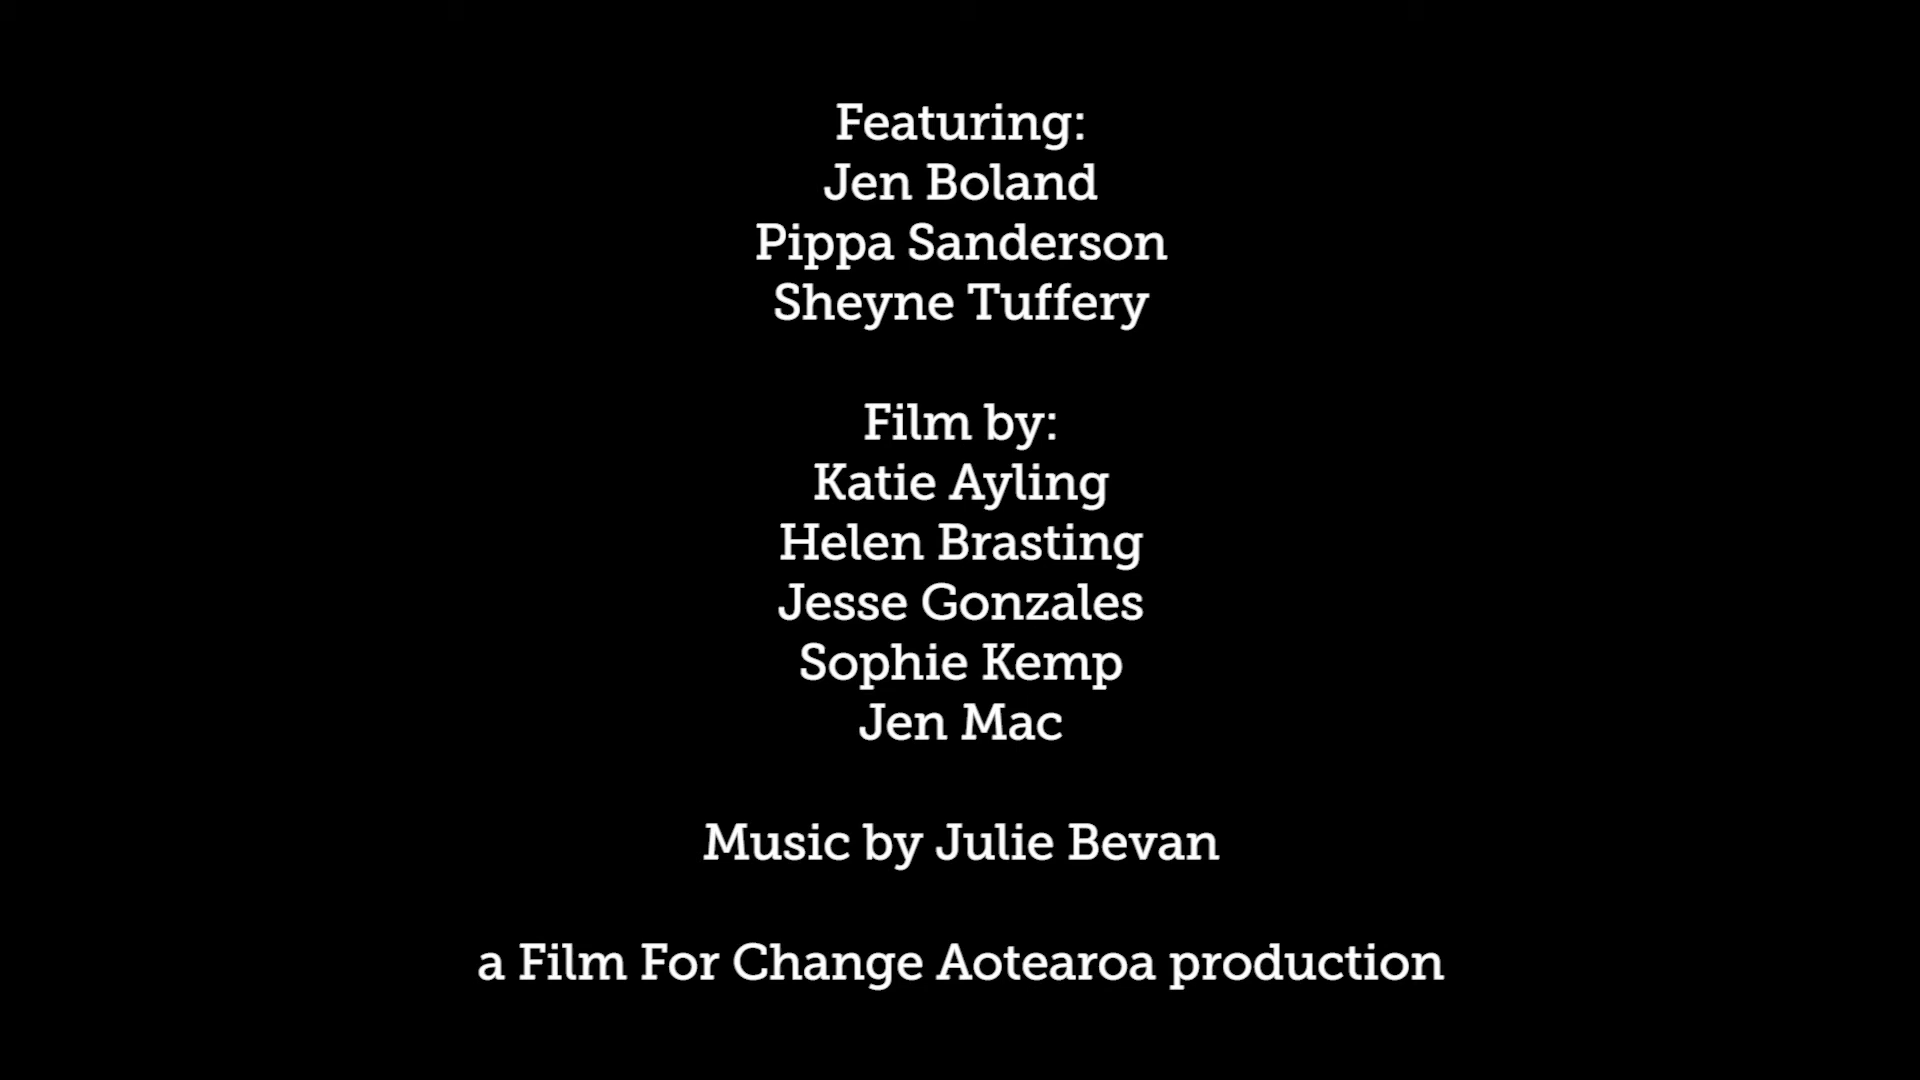 Featuring:
Jen Boland
Pippa Sanderson
Sheyne Tuffery
Film by:
Katie Ayling
Helen Brasting
Jesse Gonzales
Sophie Kemp
Jen Mac
Music by Julie Bevan
a Film For Change Aotearoa production